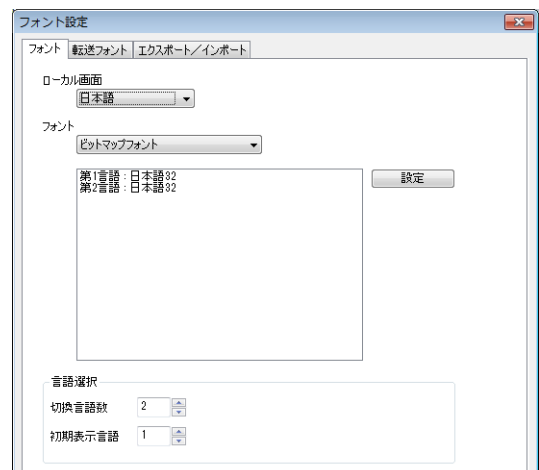 フォント設定
フォント 転送フォント エクスポート／インポート
ローカル画面
日本語
フォント
ビットマップフォント
第1言語：日本語32
第2言語：日本語32
設定
言語選択
切換言語数 2
初期表示言語 1